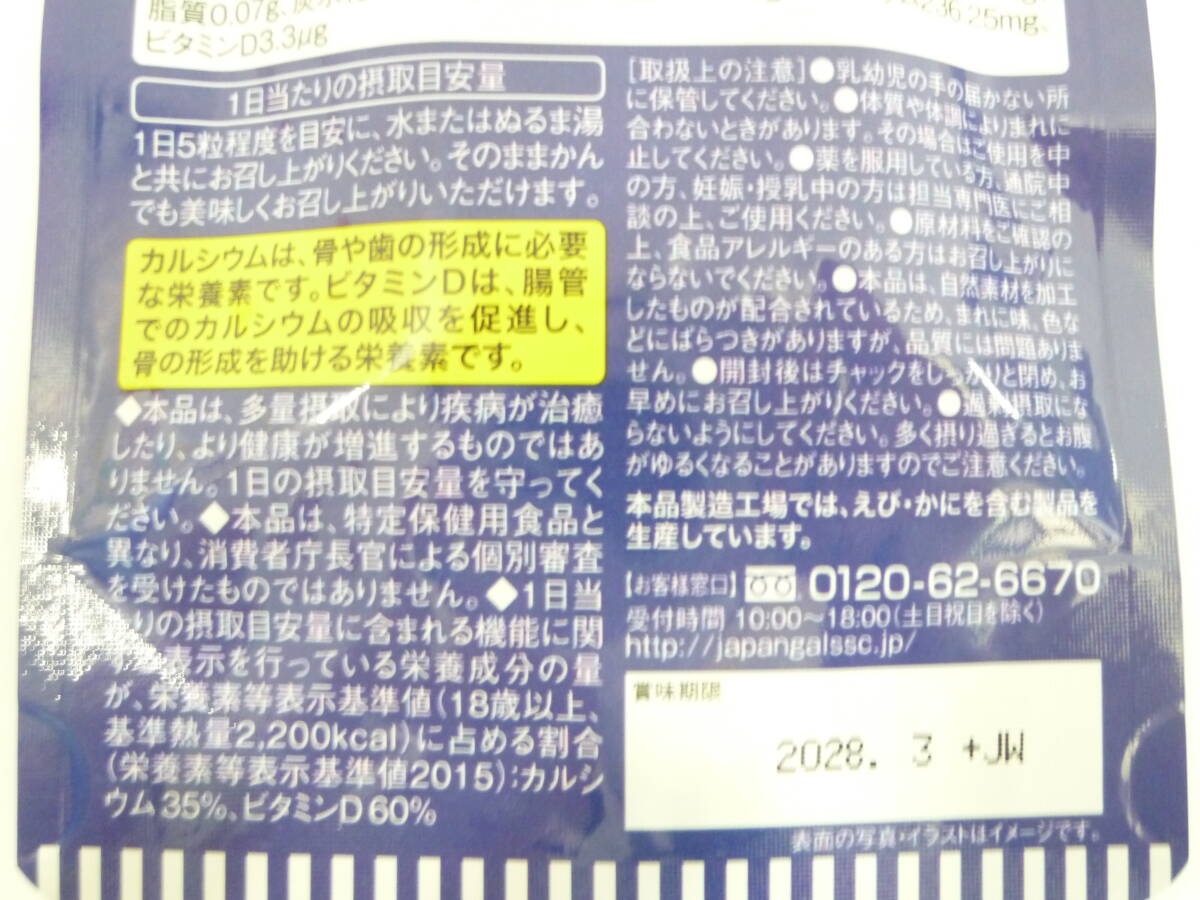 脂質0.07g、
236.25mg、
ビタミンD3.3μg
1日当たりの摂取目安量
1日5粒程度を目安に、水またはぬるま湯
と共にお召し上がりください。そのままかん
でも美味しくお召し上がりいただけます。
カルシウムは、骨や歯の形成に必要
な栄養素です。ビタミンDは、腸管
でのカルシウムの吸収を促進し、
骨の形成を助ける栄養素です。
◆本品は、多量摂取により疾病が治癒
したり、より健康が増進するものではあ
りません。1日の摂取目安量を守ってく
ださい。◆本品は、特定保健用食品と
異なり、消費者庁長官による個別審査
を受けたものではありません。◆1日当
りの摂取目安量に含まれる機能に関
す 表示を行っている栄養成分の量
が、栄養素等表示基準値(18歳以上、
基準熱量2,200kcal)に占める割合
(栄養素等表示基準値2015):カルシ
ウム35%、ビタミンD60%
[取扱上の注意]●乳幼児の手の届かない所
に保管してください。●体質や体調によりまれに
合わないときがあります。その場合はご使用を中
止してください。●薬を服用している方、通院中
の方、妊娠・授乳中の方は担当専門医にご相
談の上、ご使用ください。●原材料をご確認の
上、食品アレルギーのある方はお召し上がりに
ならないでください。●本品は、自然素材を加工
したものが配合されているため、まれに味、色な
どにばらつきがありますが、品質には問題ありま
せん。●開封後はチャックをしっかりと閉め、お
早めにお召し上がりください。●過剰摂取にな
らないようにしてください。多く摂り過ぎるとお腹
がゆるくなることがありますのでご注意ください。
本品製造工場では、えび・かにを含む製品を
生産しています。
【お客様窓口】 0120-62-6670
受付時間 10:00〜18:00(土日祝日を除く)
http://japangalssc.jp/
賞味期限
2028. 3 +JW
表面の写真・イラストはイメージです。